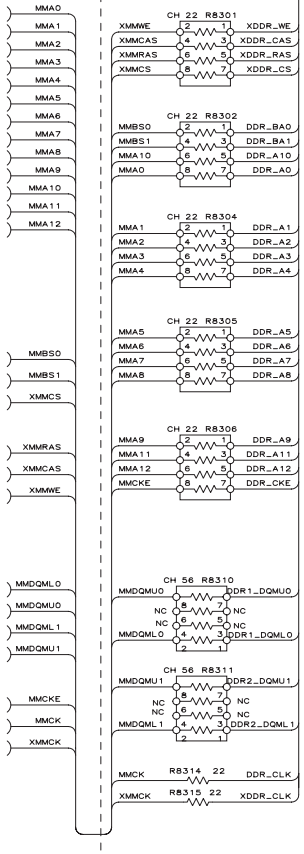 MMA0
MMA1
MMA2
MMA3
MMA4
MMA5
MMA6
MMA7
MMA8
MMA9
MMA10
MMA11
MMA12
MMBS0
MMBS1
XMMCS
XMMRAS
XMMCAS
XMMWE
MMDQML0
MMDQMU0
MMDQML1
MMDQMU1
MMCKE
MMCK
XMMCK
CH 22 R8301
XMMWE 2 1 XDDR_WE
XMMCAS 4 3 XDDR_CAS
XMMRAS 6 5 XDDR_RAS
XMMCS 8 7 XDDR_CS
CH 22 R8302
MMBS0 2 1 DDR_BA0
MMBS1 4 3 DDR_BA1
MMA10 6 5 DDR_A10
MMA0 8 7 DDR_A0
CH 22 R8304
MMA1 2 1 DDR_A1
MMA2 4 3 DDR_A2
MMA3 6 5 DDR_A3
MMA4 8 7 DDR_A4
CH 22 R8305
MMA5 2 1 DDR_A5
MMA6 4 3 DDR_A6
MMA7 6 5 DDR_A7
MMA8 8 7 DDR_A8
CH 22 R8306
MMA9 2 1 DDR_A9
MMA11 4 3 DDR_A11
MMA12 6 5 DDR_A12
MMCKE 8 7 DDR_CKE
CH 56 R8310
MMDQMU0 DDR1_DQMU0
NC 8 7 NC
NC 6 5 NC
MMDQML0 4 3 DDR1_DQML0
2 1
CH 56 R8311
MMDQMU1 DDR2_DQMU1
NC 8 7 NC
NC 6 5 NC
MMDQML1 4 3 DDR2_DQML1
2 1
MMCK R8314 22 DDR_CLK
XMMCK R8315 22 XDDR_CLK